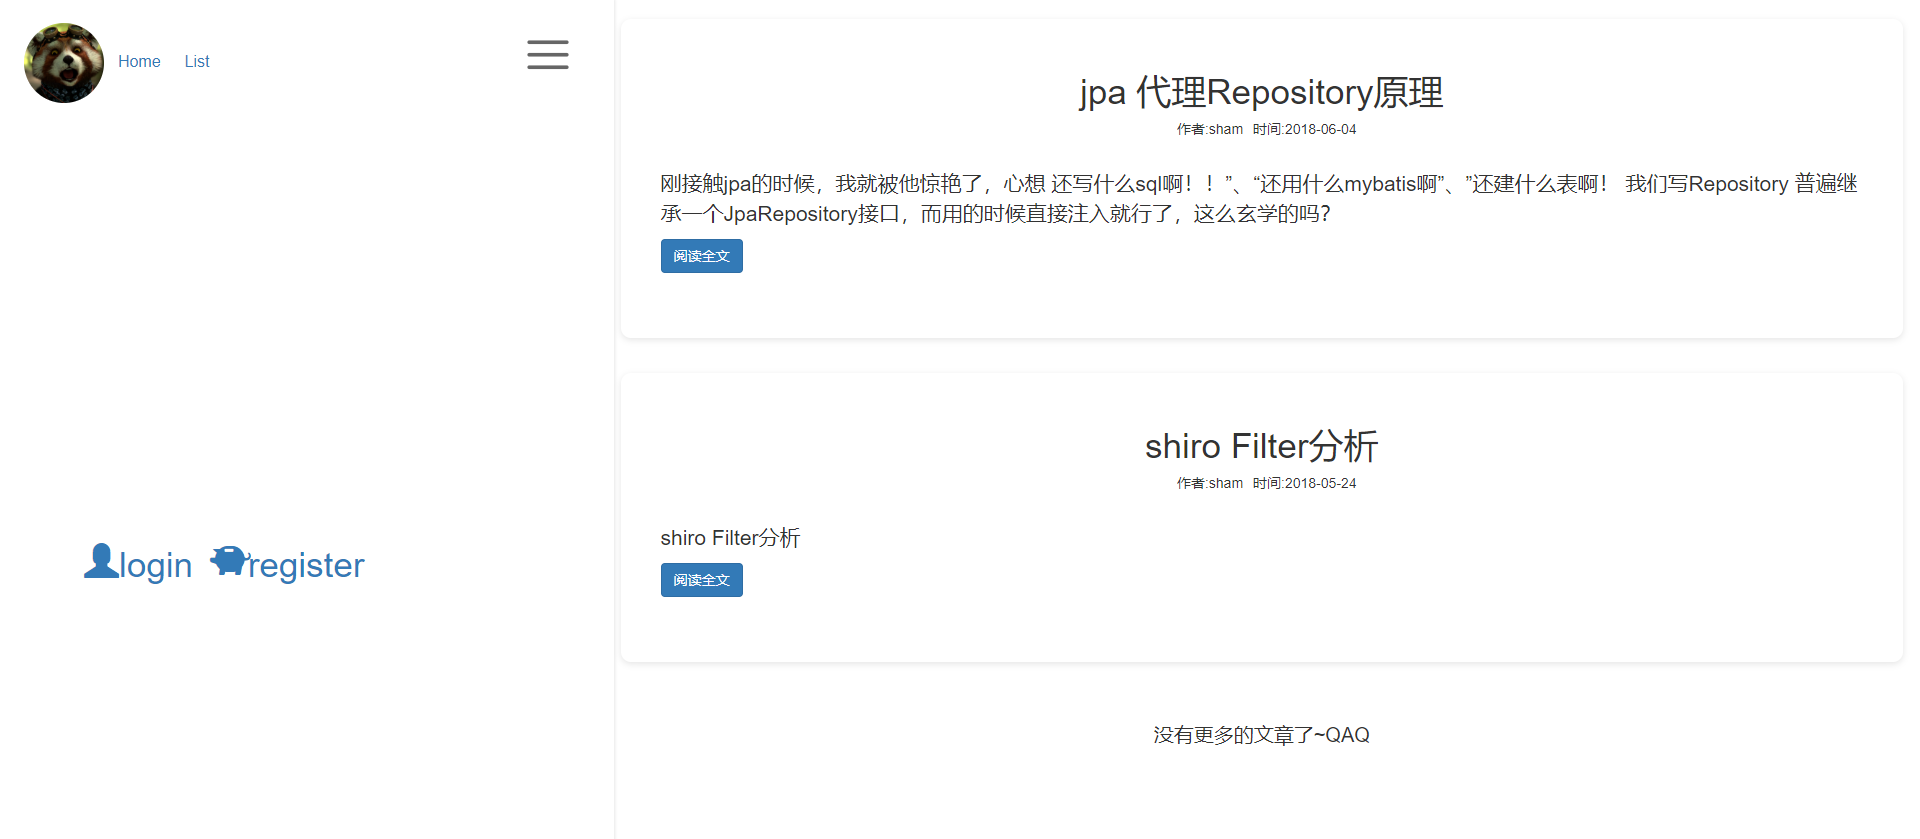 Home List
login register
jpa 代理Repository原理
作者:sham 时间:2018-06-04
刚接触jpa的时候，我就被他惊艳了，心想 还写什么sql啊！！”、“还用什么mybatis啊”、”还建什么表啊！ 我们写Repository 普遍继
承一个JpaRepository接口，而用的时候直接注入就行了，这么玄学的吗？
阅读全文
shiro Filter分析
作者:sham 时间:2018-05-24
shiro Filter分析
阅读全文
没有更多的文章了~QAQ